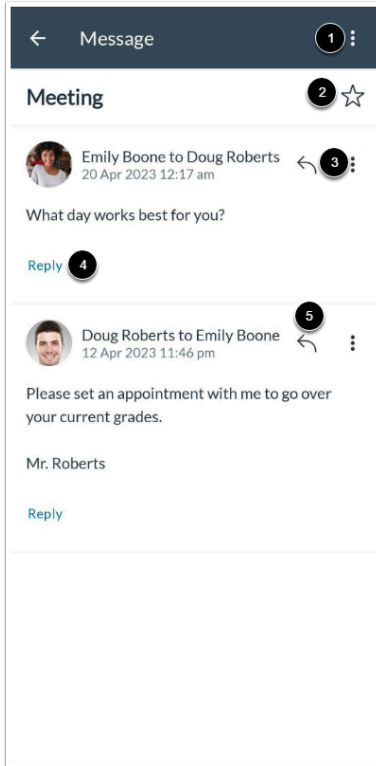 Message
1
Meeting
2
Emily Boone to Doug Roberts
3
20 Apr 2023 12:17 am
What day works best for you?
Reply
4
5
Doug Roberts to Emily Boone
12 Apr 2023 11:46 pm
Please set an appointment with me to go over
your current grades.
Mr. Roberts
Reply